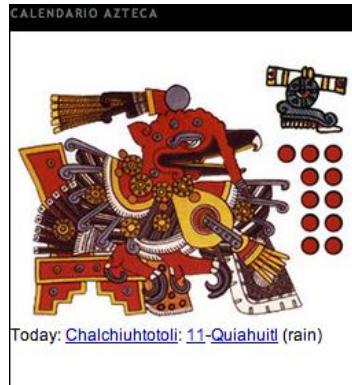 CALENDARIO AZTECA
Today: Chalchiuhtotoli: 11-Quiahuitl (rain)